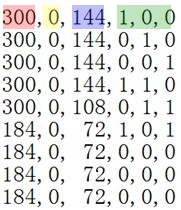 300, 0, 144, 1, 0, 0
300, 0, 144, 0, 1, 0
300, 0, 144, 0, 0, 1
300, 0, 144, 1, 1, 0
300, 0, 108, 0, 1, 1
184, 0, 72, 1, 0, 1
184, 0, 72, 0, 0, 0
184, 0, 72, 0, 0, 0
184, 0, 72, 0, 0, 0